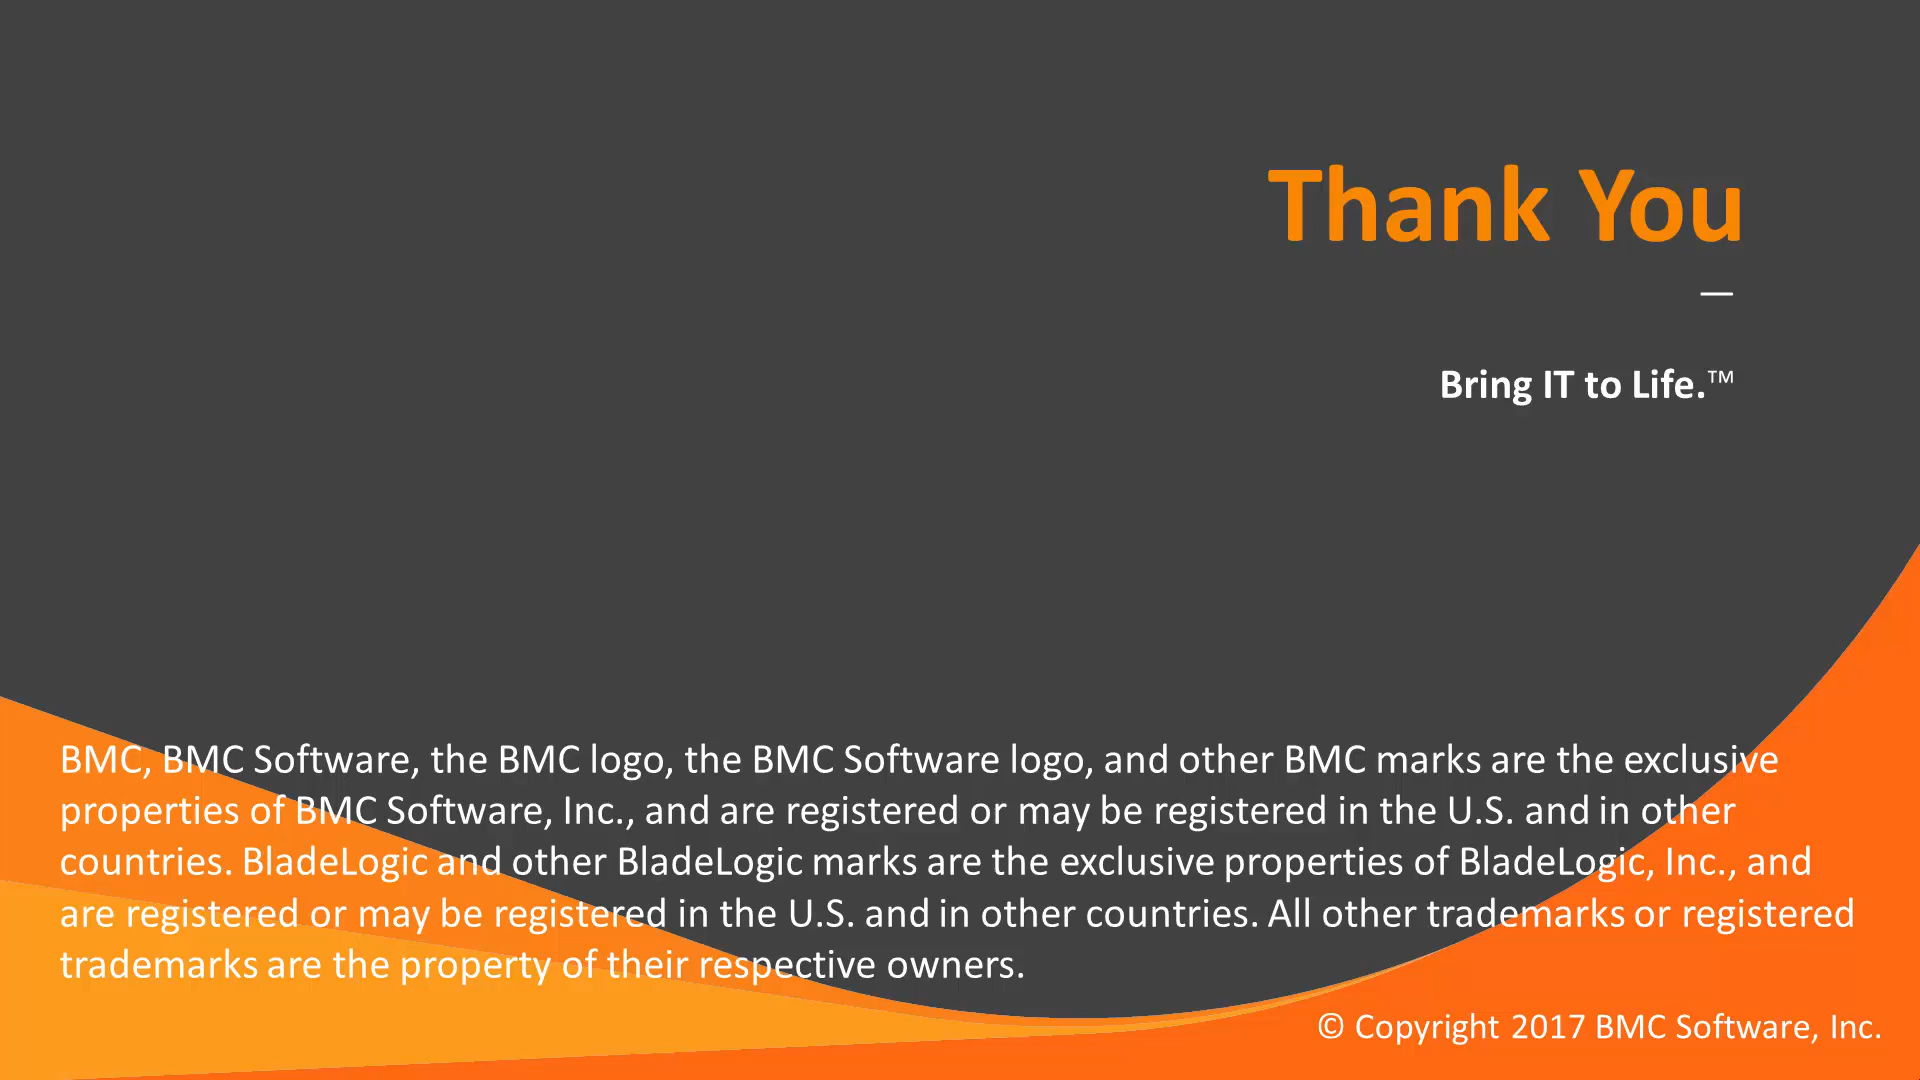 Thank You
—
Bring IT to Life.™
BMC, BMC Software, the BMC logo, the BMC Software logo, and other BMC marks are the exclusive
properties of BMC Software, Inc., and are registered or may be registered in the U.S. and in other
countries. BladeLogic and other BladeLogic marks are the exclusive properties of BladeLogic, Inc., and
are registered or may be registered in the U.S. and in other countries. All other trademarks or registered
trademarks are the property of their respective owners.
© Copyright 2017 BMC Software, Inc.